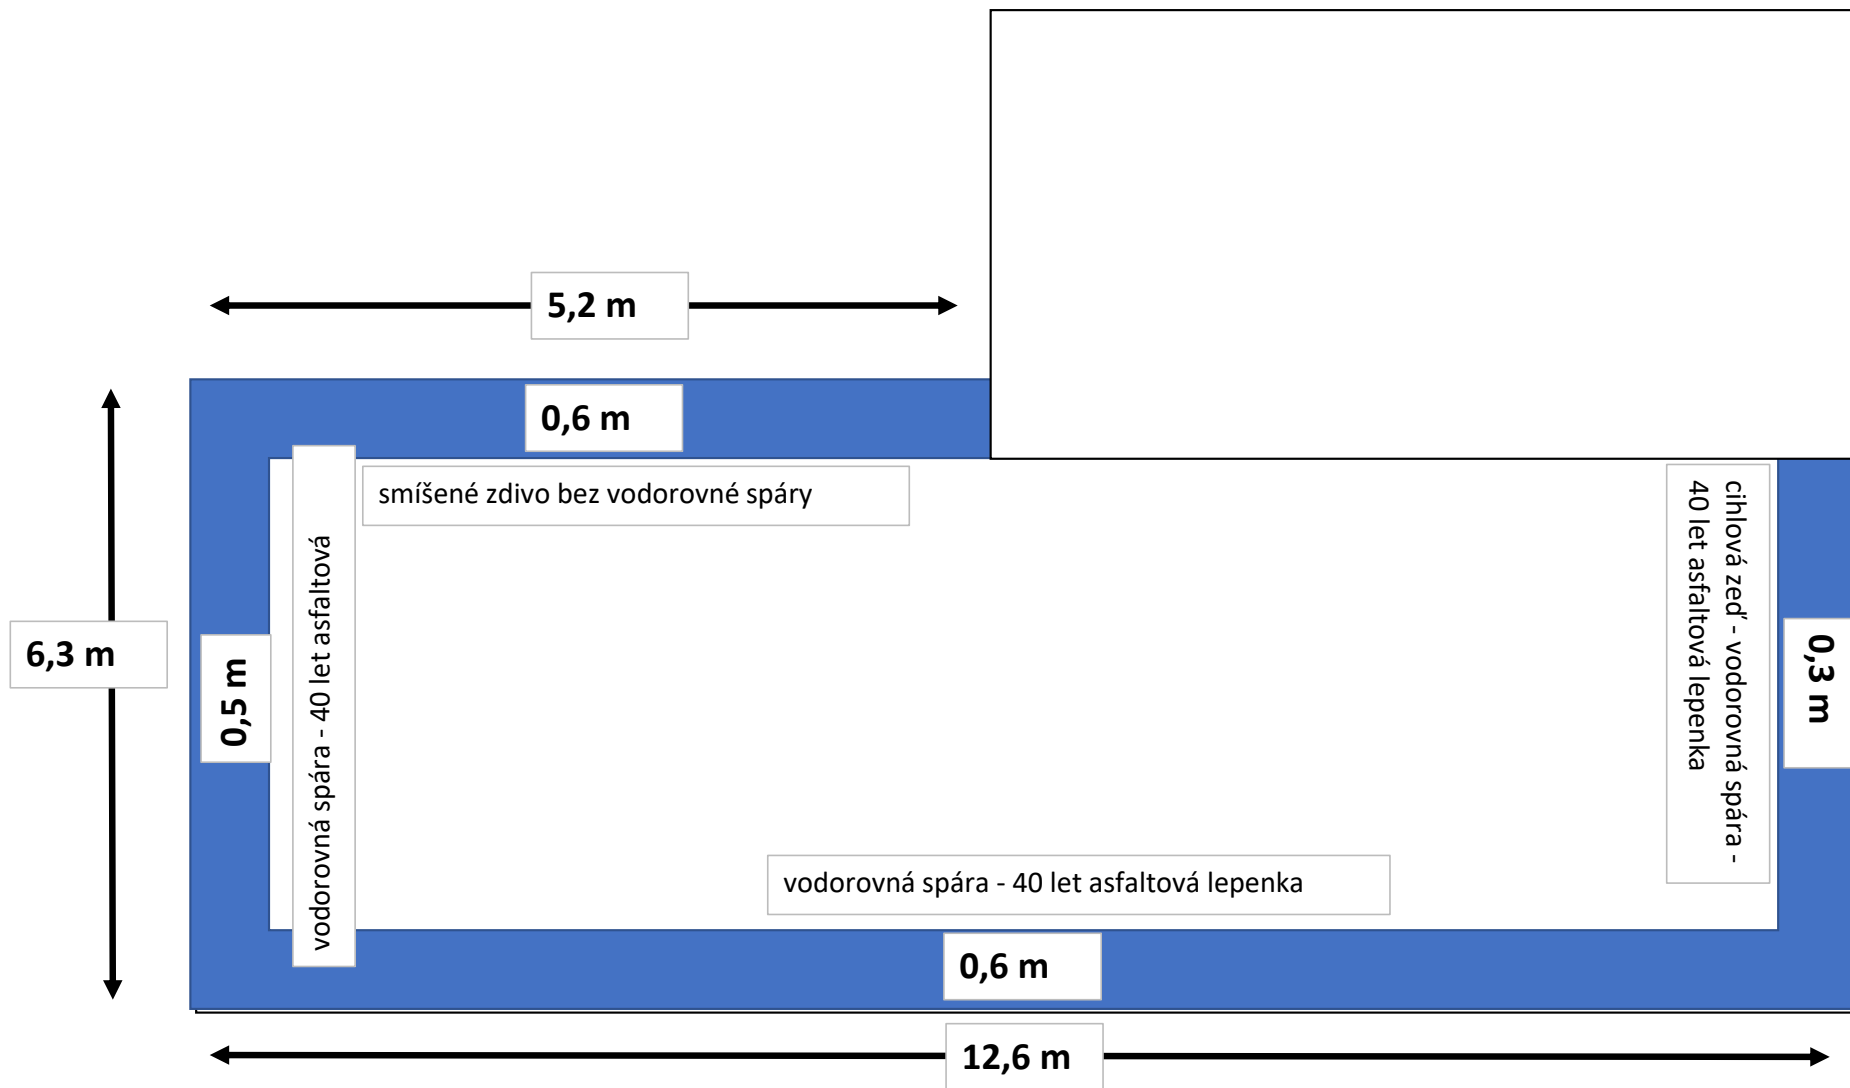 5,2 m
0,6 m
smíšené zdivo bez vodorovné spáry
6,3 m
0,5 m
vodorovná spára - 40 let asfaltová
cihlová zeď - vodorovná spára -
40 let asfaltová lepenka
0,3 m
vodorovná spára - 40 let asfaltová lepenka
0,6 m
12,6 m